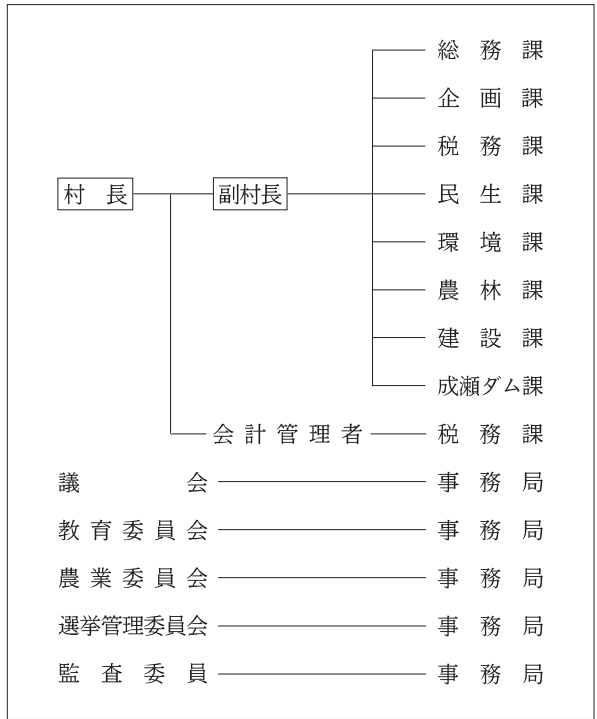 総務課
企画課
税務課
村長 副村長 民生課
環境課
農林課
建設課
成瀬ダム課
会計管理者 税務課
議会 事務局
教育委員会 事務局
農業委員会 事務局
選挙管理委員会 事務局
監査委員 事務局